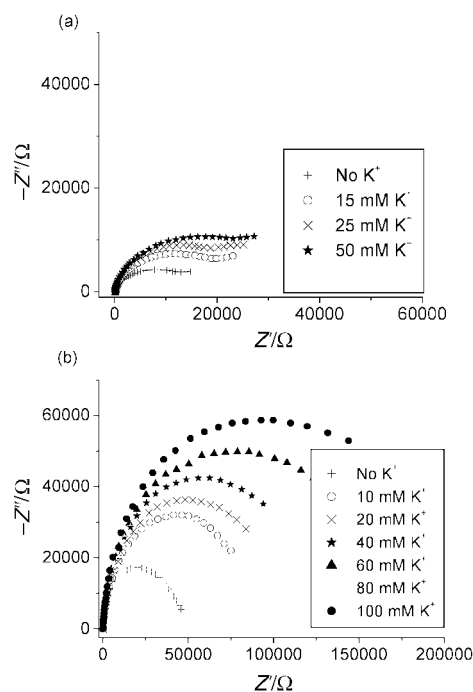 (a)
50000
40000
20000
0
−Z''/Ω
No K⁺
15 mM K⁺
25 mM K⁺
50 mM K⁺
0 20000 40000 60000
Z'/Ω
(b)
60000
40000
20000
0
−Z''/Ω
No K⁺
10 mM K⁺
20 mM K⁺
40 mM K⁺
60 mM K⁺
80 mM K⁺
100 mM K⁺
0 50000 100000 150000 200000
Z'/Ω